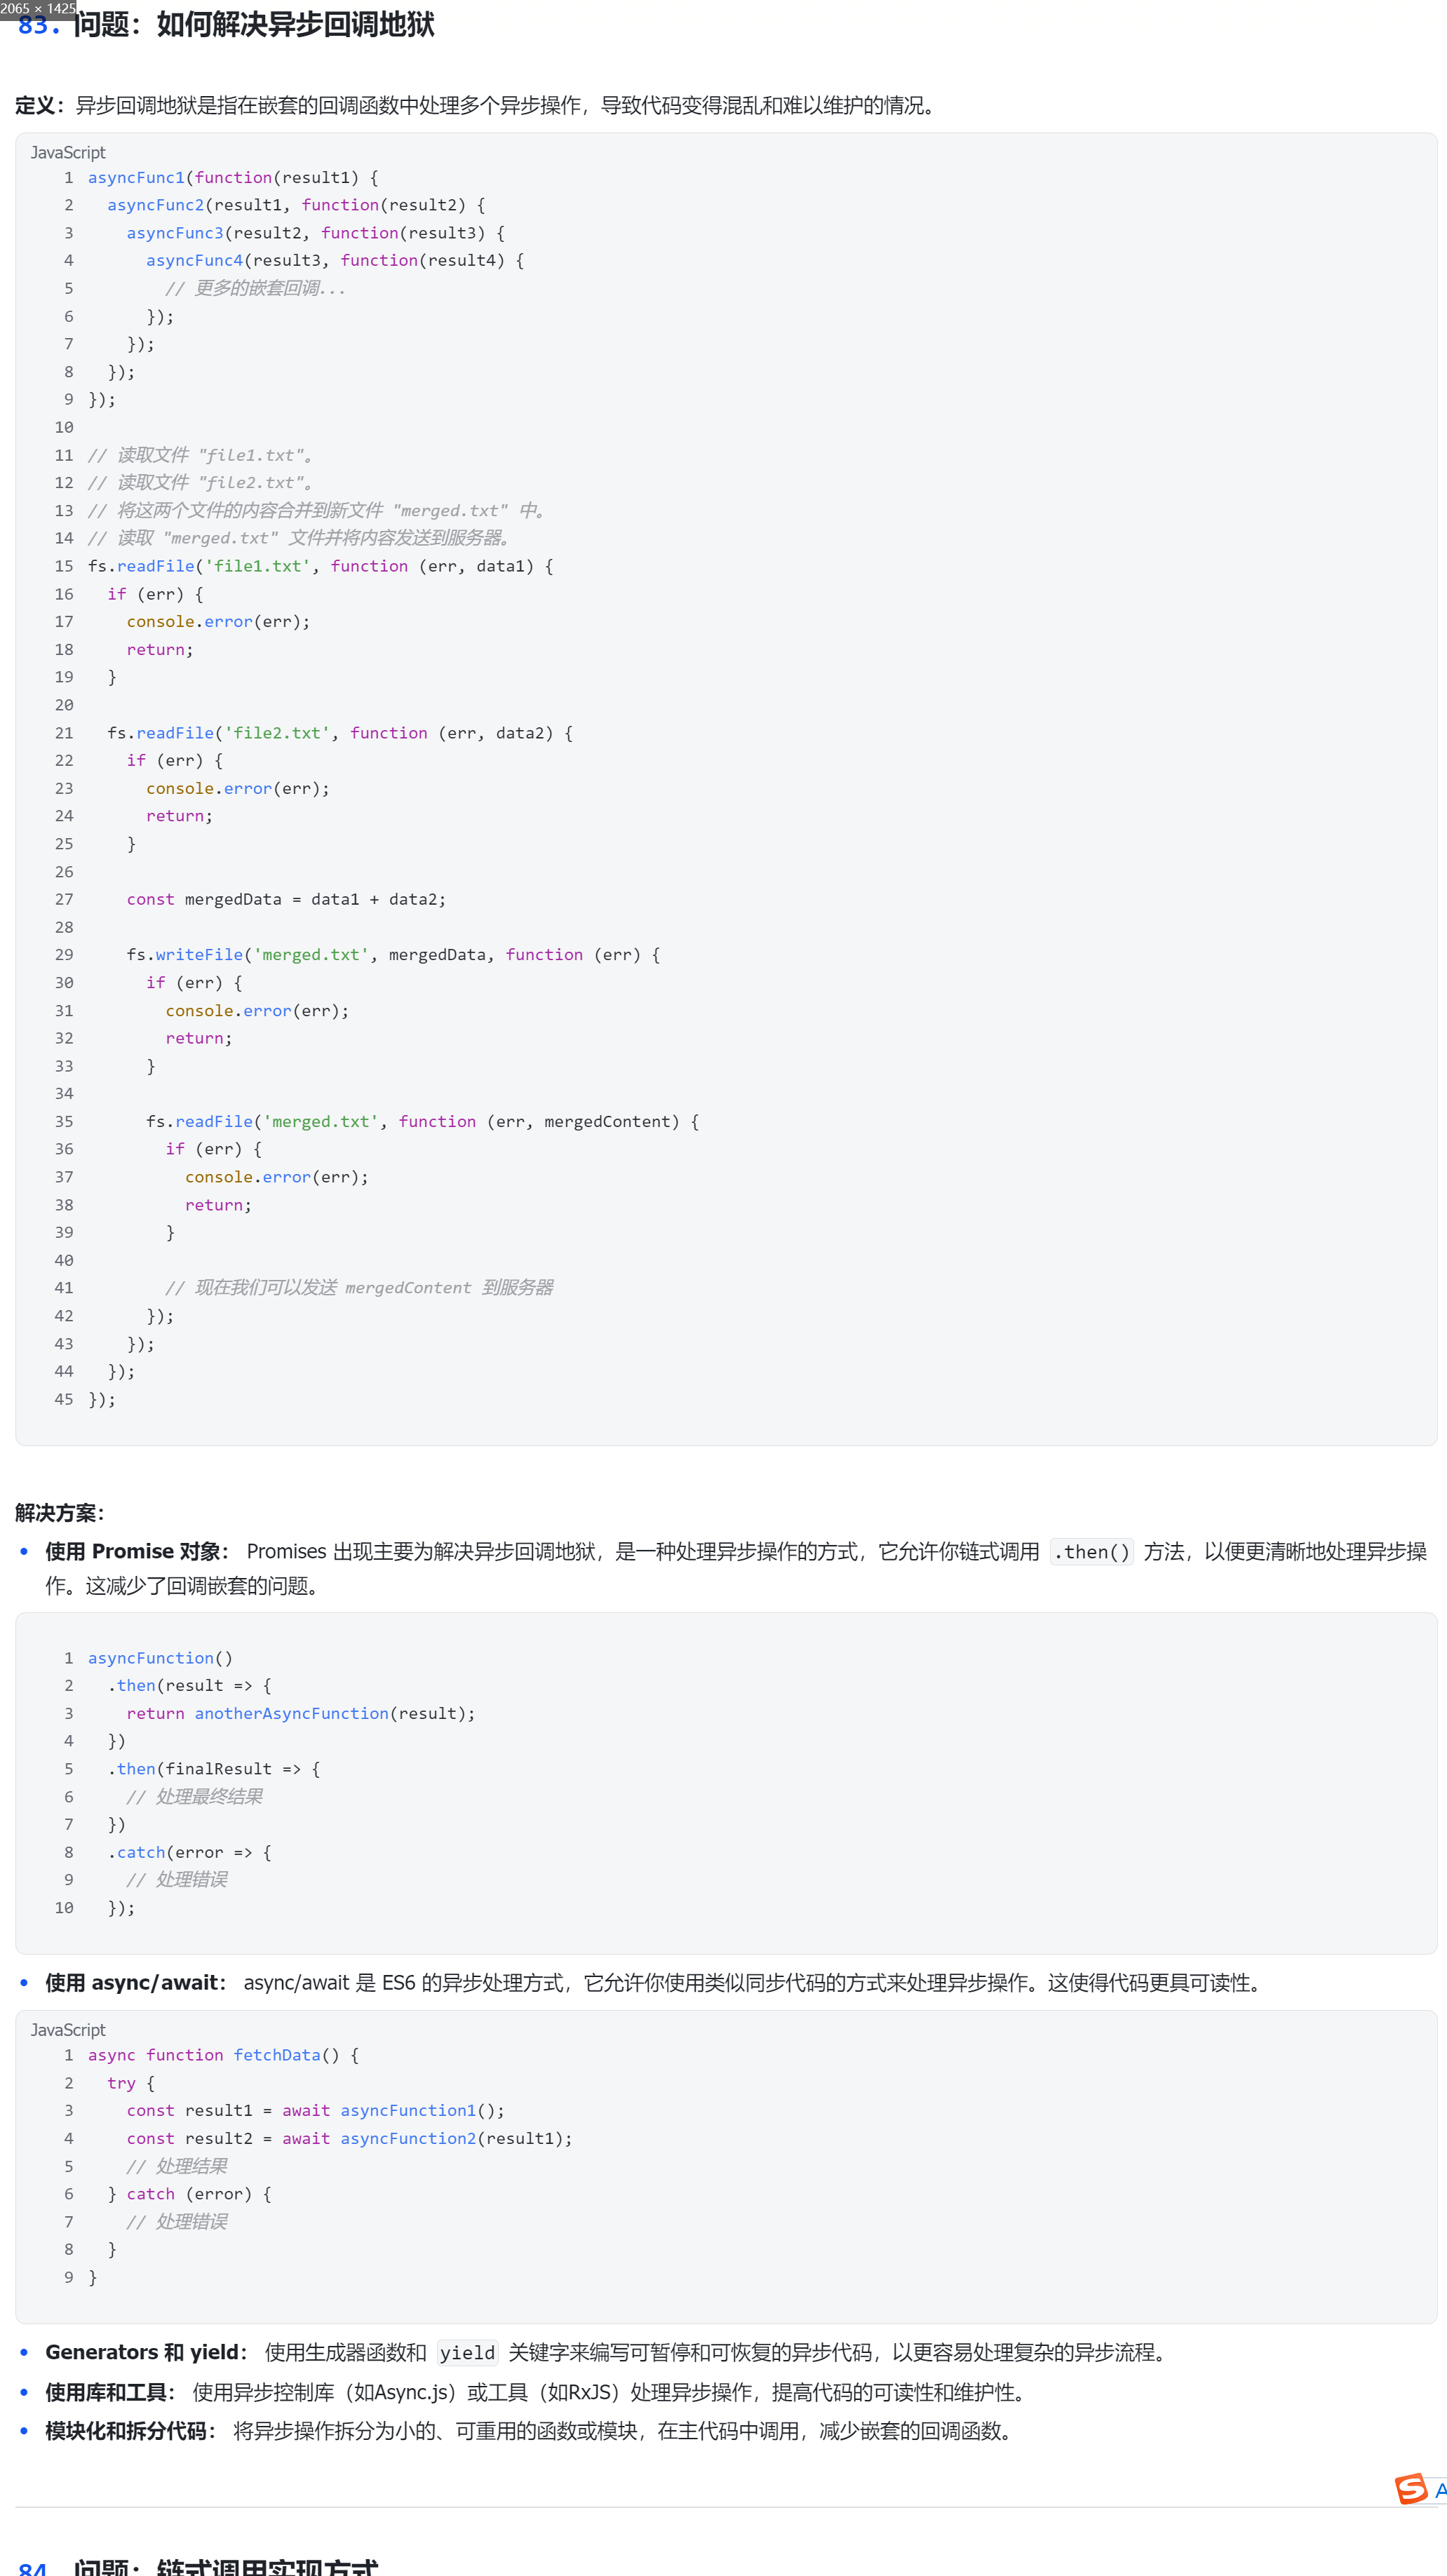 2065 × 1425
83. 问题：如何解决异步回调地狱
定义：异步回调地狱是指在嵌套的回调函数中处理多个异步操作，导致代码变得混乱和难以维护的情况。
JavaScript
1 asyncFunc1(function(result1) {
2   asyncFunc2(result1, function(result2) {
3     asyncFunc3(result2, function(result3) {
4       asyncFunc4(result3, function(result4) {
5         // 更多的嵌套回调...
6       });
7     });
8   });
9 });
10
11 // 读取文件 "file1.txt"。
12 // 读取文件 "file2.txt"。
13 // 将这两个文件的内容合并到新文件 "merged.txt" 中。
14 // 读取 "merged.txt" 文件并将内容发送到服务器。
15 fs.readFile('file1.txt', function (err, data1) {
16   if (err) {
17     console.error(err);
18     return;
19   }
20
21   fs.readFile('file2.txt', function (err, data2) {
22     if (err) {
23       console.error(err);
24       return;
25     }
26
27     const mergedData = data1 + data2;
28
29     fs.writeFile('merged.txt', mergedData, function (err) {
30       if (err) {
31         console.error(err);
32         return;
33       }
34
35       fs.readFile('merged.txt', function (err, mergedContent) {
36         if (err) {
37           console.error(err);
38           return;
39         }
40
41         // 现在我们可以发送 mergedContent 到服务器
42       });
43     });
44   });
45 });
解决方案：
• 使用 Promise 对象： Promises 出现主要为解决异步回调地狱，是一种处理异步操作的方式，它允许你链式调用 .then() 方法，以便更清晰地处理异步操
作。这减少了回调嵌套的问题。
1 asyncFunction()
2   .then(result => {
3     return anotherAsyncFunction(result);
4   })
5   .then(finalResult => {
6     // 处理最终结果
7   })
8   .catch(error => {
9     // 处理错误
10   });
• 使用 async/await： async/await 是 ES6 的异步处理方式，它允许你使用类似同步代码的方式来处理异步操作。这使得代码更具可读性。
JavaScript
1 async function fetchData() {
2   try {
3     const result1 = await asyncFunction1();
4     const result2 = await asyncFunction2(result1);
5     // 处理结果
6   } catch (error) {
7     // 处理错误
8   }
9 }
• Generators 和 yield： 使用生成器函数和 yield 关键字来编写可暂停和可恢复的异步代码，以更容易处理复杂的异步流程。
• 使用库和工具： 使用异步控制库（如Async.js）或工具（如RxJS）处理异步操作，提高代码的可读性和维护性。
• 模块化和拆分代码： 将异步操作拆分为小的、可重用的函数或模块，在主代码中调用，减少嵌套的回调函数。
84. 问题：链式调用实现方式